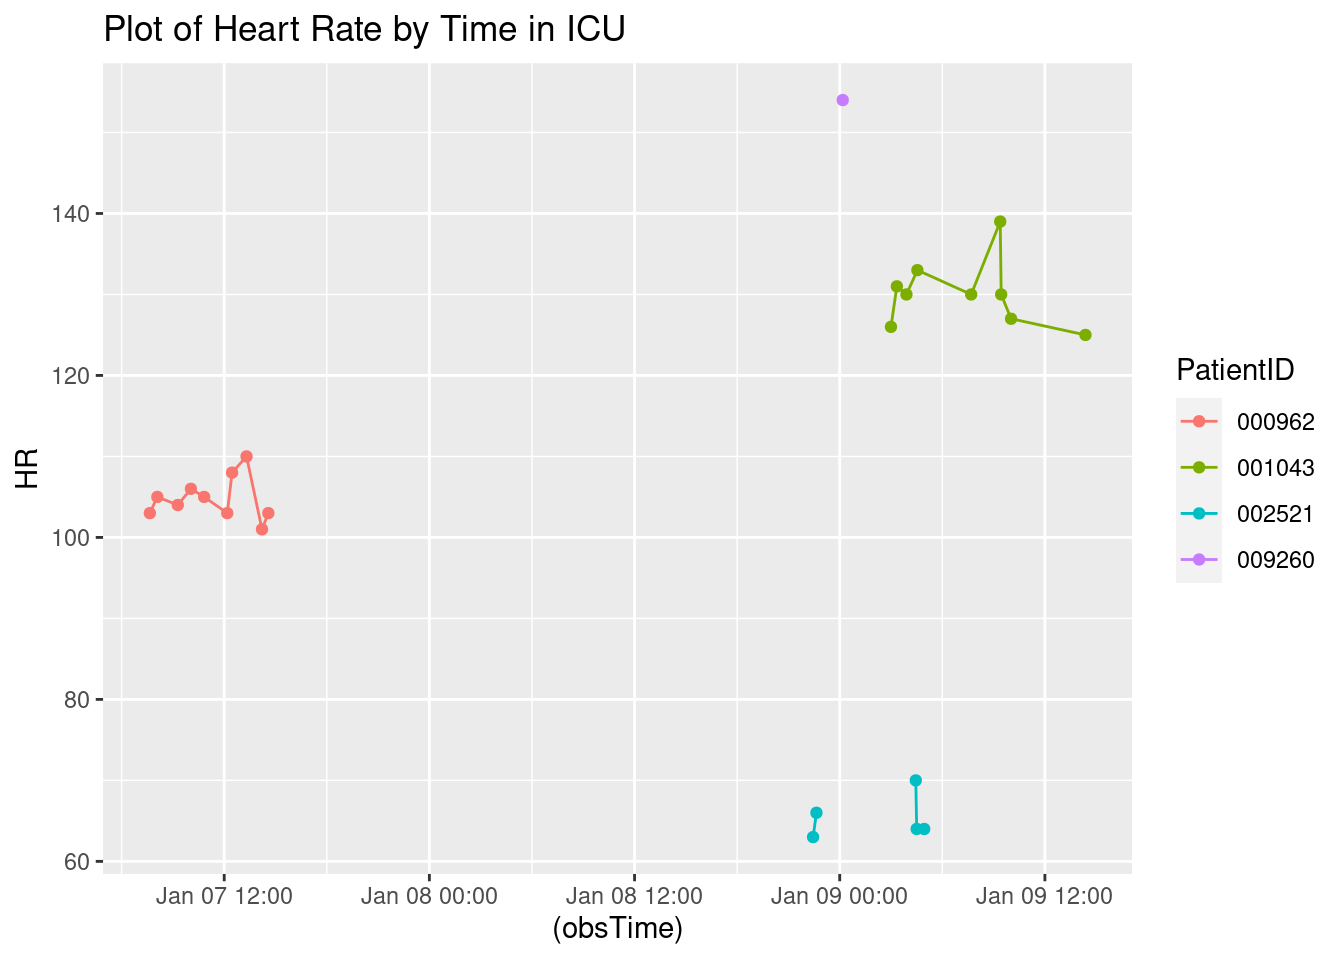 Plot of Heart Rate by Time in ICU
140
120
100
80
60
HR
Jan 07 12:00
Jan 08 00:00
Jan 08 12:00
Jan 09 00:00
Jan 09 12:00
(obsTime)
PatientID
000962
001043
002521
009260